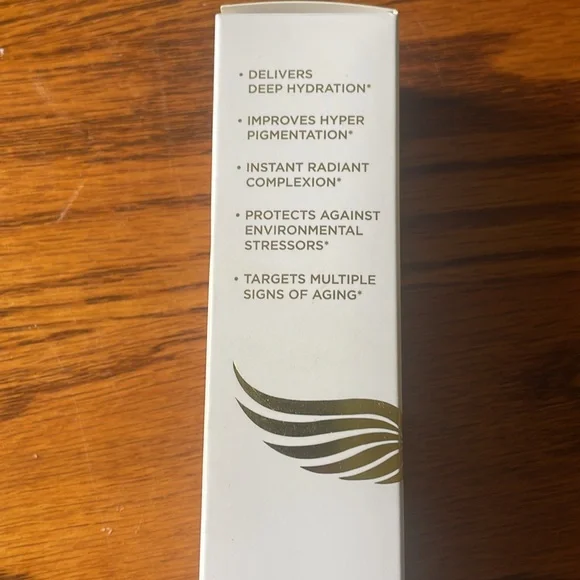 • DELIVERS
DEEP HYDRATION*
• IMPROVES HYPER
PIGMENTATION*
• INSTANT RADIANT
COMPLEXION*
• PROTECTS AGAINST
ENVIRONMENTAL
STRESSORS*
• TARGETS MULTIPLE
SIGNS OF AGING*